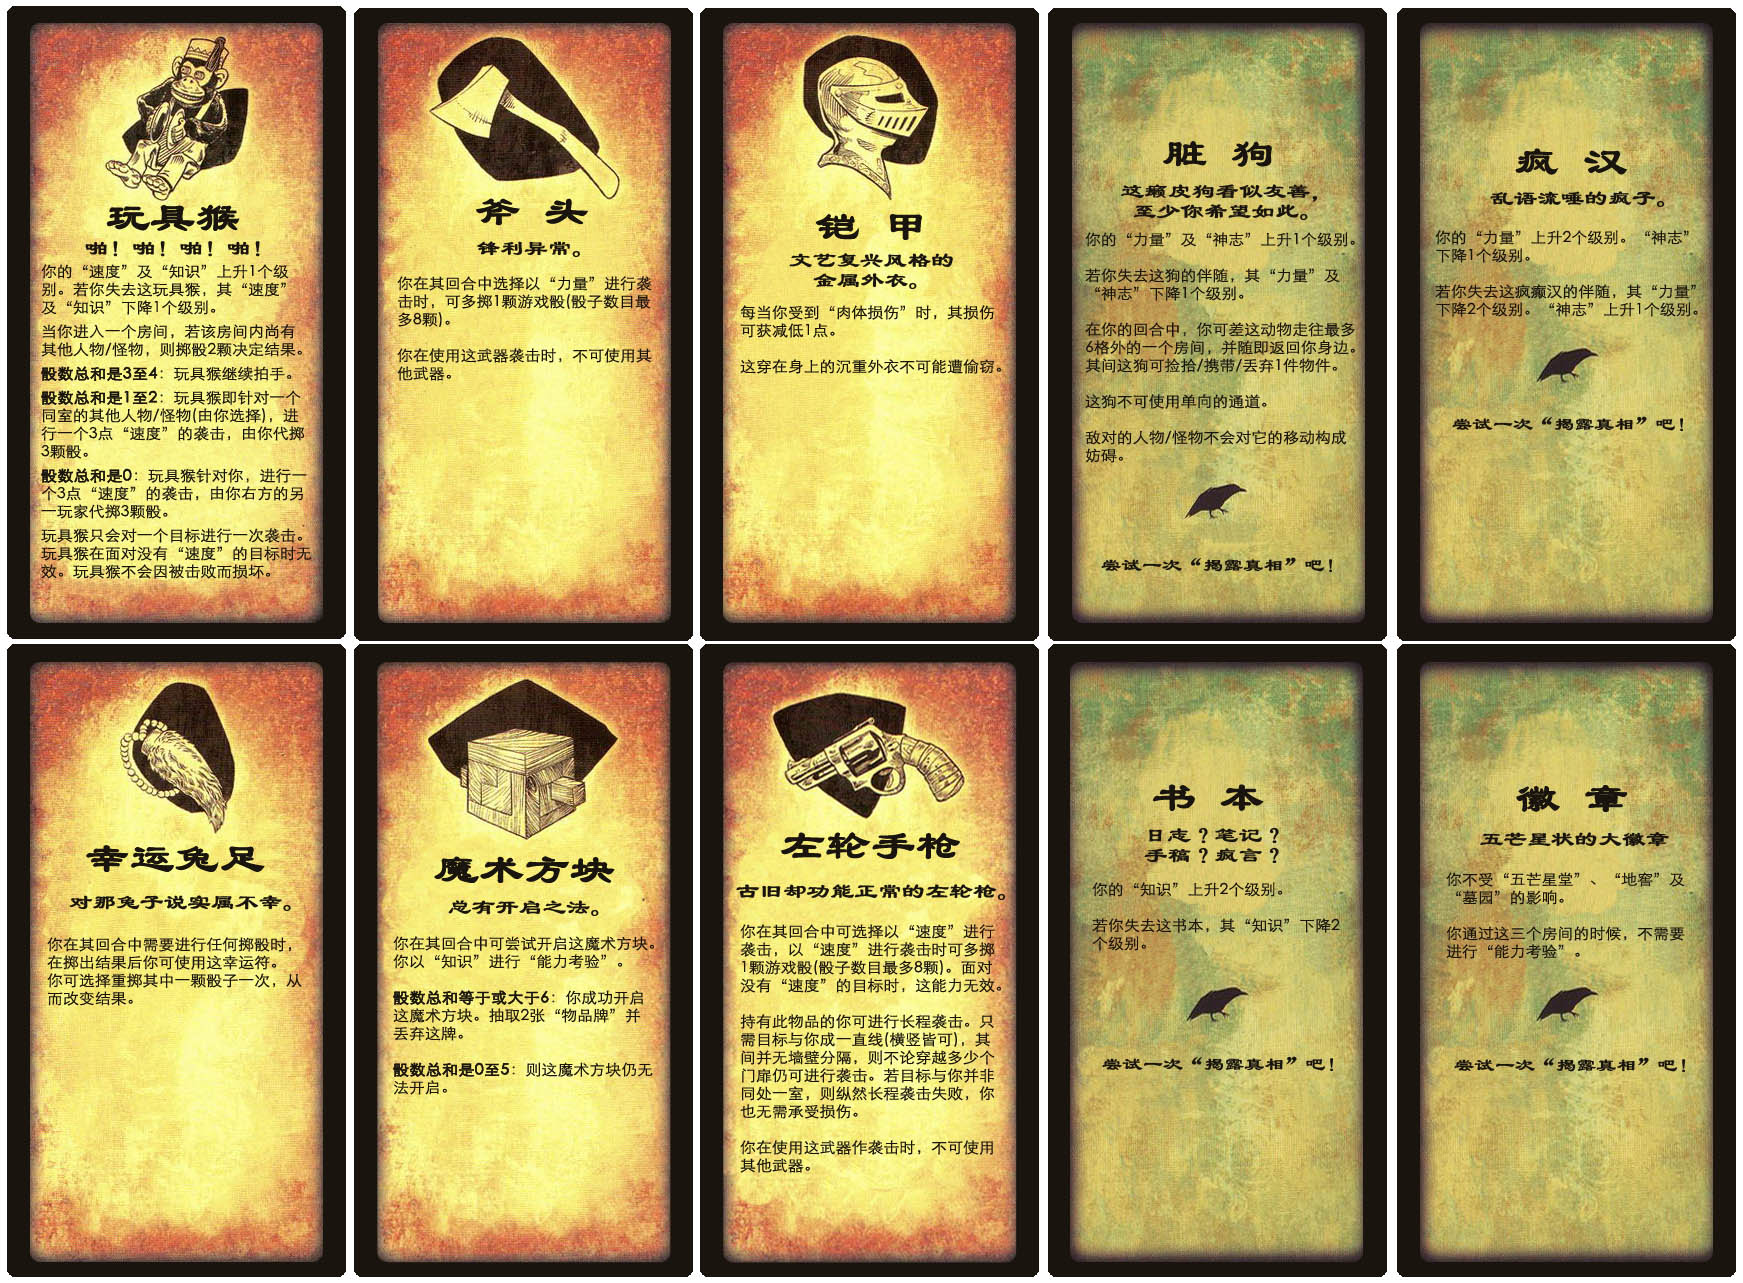 玩具猴
啪！啪！啪！啪！
你的“速度”及“知识”上升1个级
别。若你失去这玩具猴，其“速度”
及“知识”下降1个级别。
当你进入一个房间，若该房间内尚有
其他人物/怪物，则掷骰2颗决定结果。
骰数总和是3至4：玩具猴继续拍手。
骰数总和是1至2：玩具猴即针对一个
同室的其他人物/怪物(由你选择)，进
行一个3点“速度”的袭击，由你代掷
3颗骰。
骰数总和是0：玩具猴针对你，进行一
个3点“速度”的袭击，由你右方的另
一玩家代掷3颗骰。
玩具猴只会对一个目标进行一次袭击。
玩具猴在面对没有“速度”的目标时无
效。玩具猴不会因被击败而损坏。
斧 头
锋利异常。
你在其回合中选择以“力量”进行袭
击时，可多掷1颗游戏骰(骰子数目最
多8颗)。
你在使用这武器袭击时，不可使用其
他武器。
铠 甲
文艺复兴风格的
金属外衣。
每当你受到“肉体损伤”时，其损伤
可获减低1点。
这穿在身上的沉重外衣不可能遭偷窃。
脏 狗
这癞皮狗看似友善，
至少你希望如此。
你的“力量”及“神志”上升1个级别。
若你失去这狗的伴随，其“力量”及
“神志”下降1个级别。
在你的回合中，你可差这动物走往最多
6格外的一个房间，并随即返回你身边。
其间这狗可捡拾/携带/丢弃1件物件。
这狗不可使用单向的通道。
敌对的人物/怪物不会对它的移动构成
妨碍。
尝试一次“揭露真相”吧！
疯 汉
乱语流唾的疯子。
你的“力量”上升2个级别。“神志”
下降1个级别。
若你失去这疯癫汉的伴随，其“力量”
下降2个级别。“神志”上升1个级别。
尝试一次“揭露真相”吧！
幸运兔足
对那兔子说实属不幸。
你在其回合中需要进行任何掷骰时，
在掷出结果后你可使用这幸运符。
你可选择重掷其中一颗骰子一次，从
而改变结果。
魔术方块
总有开启之法。
你在其回合中可尝试开启这魔术方块。
你以“知识”进行“能力考验”。
骰数总和等于或大于6：你成功开启
这魔术方块。抽取2张“物品牌”并
丢弃这牌。
骰数总和是0至5：则这魔术方块仍无
法开启。
左轮手枪
古旧却功能正常的左轮枪。
你在其回合中可选择以“速度”进行
袭击，以“速度”进行袭击时可多掷
1颗游戏骰(骰子数目最多8颗)。面对
没有“速度”的目标时，这能力无效。
持有此物品的你可进行长程袭击。只
需目标与你成一直线(横竖皆可)，其
间并无墙壁分隔，则不论穿越多少个
门扉仍可进行袭击。若目标与你并非
同处一室，则纵然长程袭击失败，你
也无需承受损伤。
你在使用这武器作袭击时，不可使用
其他武器。
书 本
日志？笔记？
手稿？疯言？
你的“知识”上升2个级别。
若你失去这书本，其“知识”下降2
个级别。
尝试一次“揭露真相”吧！
徽 章
五芒星状的大徽章
你不受“五芒星堂”、“地窖”及
“墓园”的影响。
你通过这三个房间的时候，不需要
进行“能力考验”。
尝试一次“揭露真相”吧！